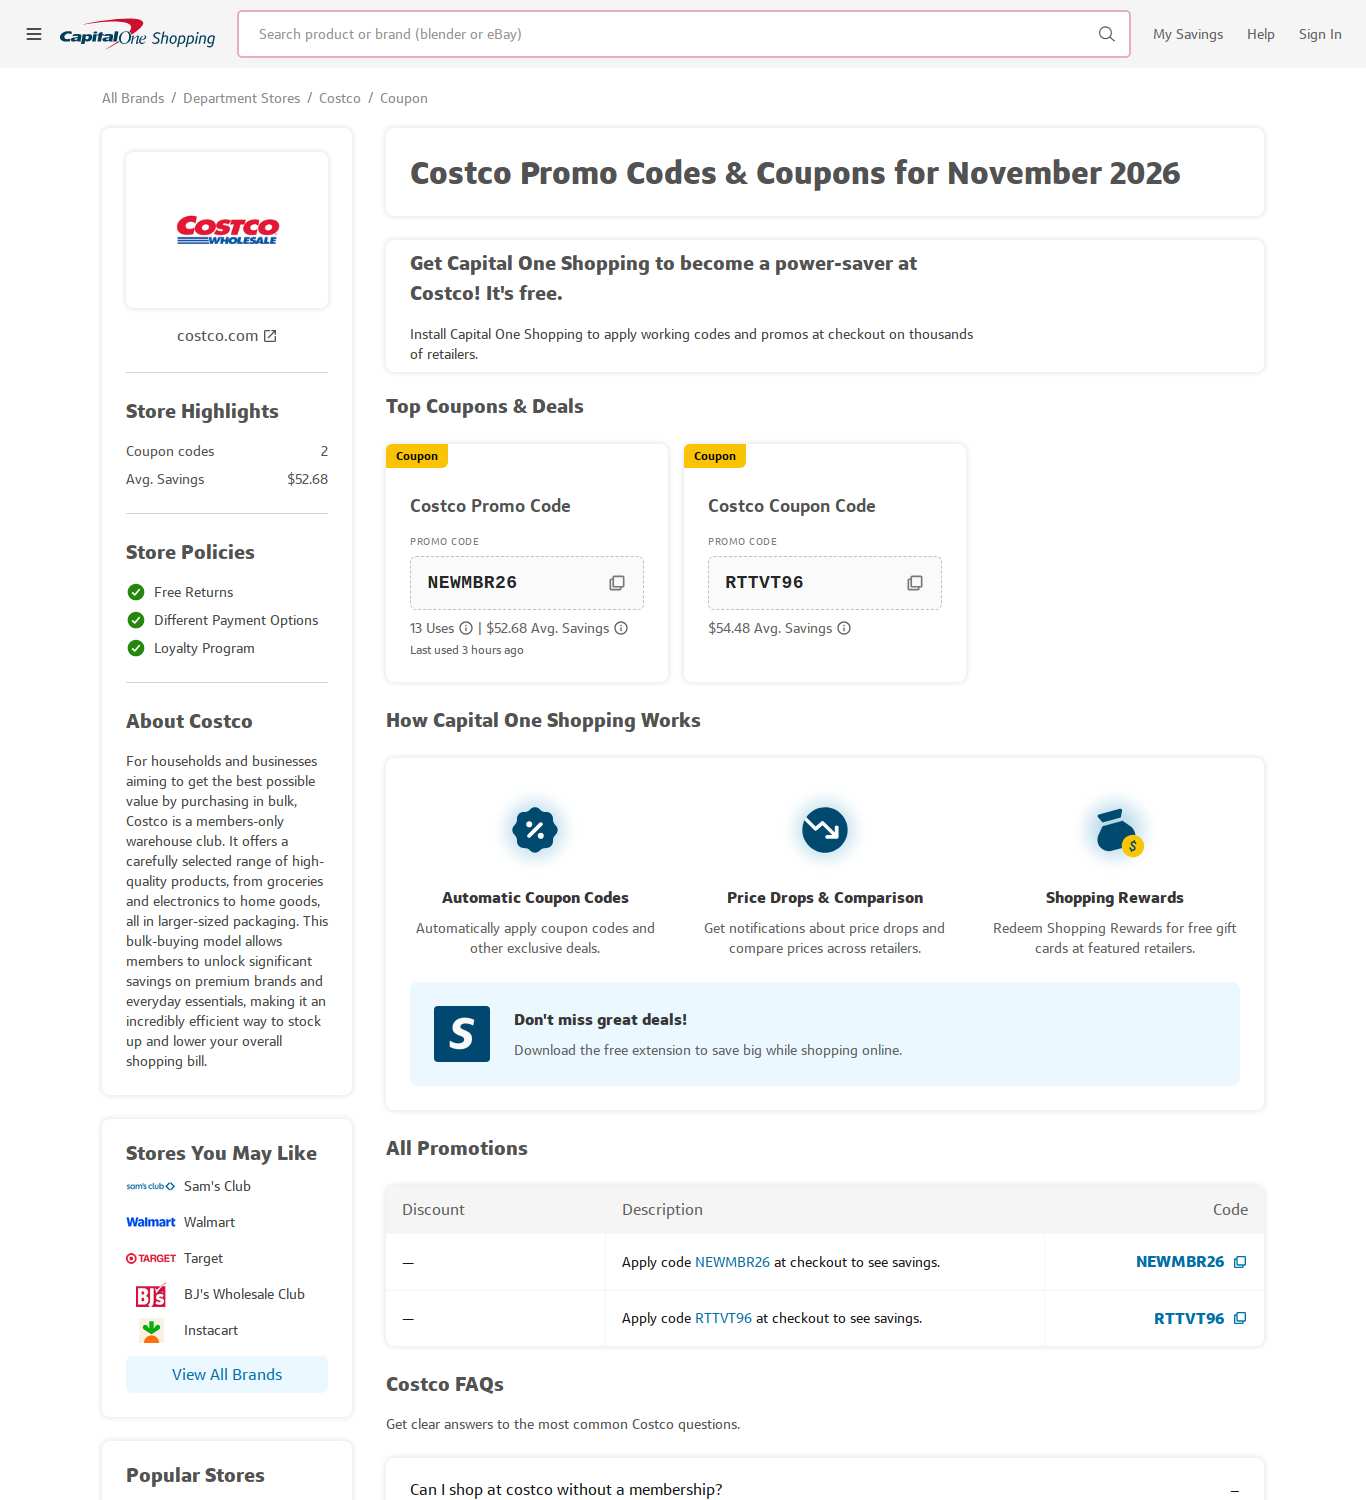 Capital One Shopping
Search product or brand (blender or eBay)
My Savings
Help
Sign In
All Brands / Department Stores / Costco / Coupon
COSTCO
WHOLESALE
costco.com
Store Highlights
Coupon codes 2
Avg. Savings $52.68
Store Policies
Free Returns
Different Payment Options
Loyalty Program
About Costco
For households and businesses
aiming to get the best possible
value by purchasing in bulk,
Costco is a members-only
warehouse club. It offers a
carefully selected range of high-
quality products, from groceries
and electronics to home goods,
all in larger-sized packaging. This
bulk-buying model allows
members to unlock significant
savings on premium brands and
everyday essentials, making it an
incredibly efficient way to stock
up and lower your overall
shopping bill.
Stores You May Like
sam's club Sam's Club
Walmart Walmart
TARGET Target
BJ's BJ's Wholesale Club
Instacart
View All Brands
Popular Stores
Costco Promo Codes & Coupons for November 2026
Get Capital One Shopping to become a power-saver at
Costco! It's free.
Install Capital One Shopping to apply working codes and promos at checkout on thousands
of retailers.
Top Coupons & Deals
Coupon
Costco Promo Code
PROMO CODE
NEWMBR26
13 Uses | $52.68 Avg. Savings
Last used 3 hours ago
Coupon
Costco Coupon Code
PROMO CODE
RTTVT96
$54.48 Avg. Savings
How Capital One Shopping Works
Automatic Coupon Codes
Automatically apply coupon codes and
other exclusive deals.
Price Drops & Comparison
Get notifications about price drops and
compare prices across retailers.
$
Shopping Rewards
Redeem Shopping Rewards for free gift
cards at featured retailers.
S
Don't miss great deals!
Download the free extension to save big while shopping online.
All Promotions
Discount Description Code
— Apply code NEWMBR26 at checkout to see savings. NEWMBR26
— Apply code RTTVT96 at checkout to see savings. RTTVT96
Costco FAQs
Get clear answers to the most common Costco questions.
Can I shop at costco without a membership? –